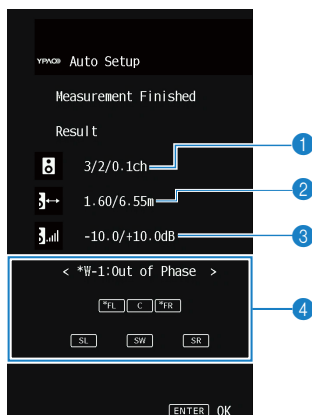 YPAO Auto Setup
Measurement Finished
Result
3/2/0.1ch
1
1.60/6.55m
2
-10.0/+10.0dB
3
< *W-1:Out of Phase >
*FL C *FR
4
SL SW SR
ENTER OK